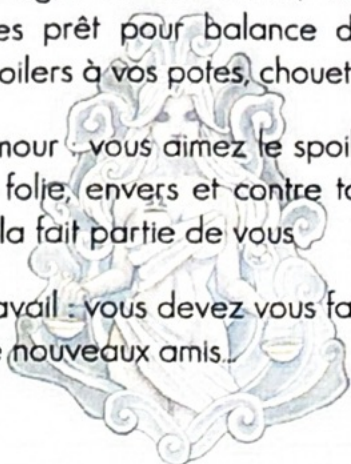 es prêt pour balance d
oilers à vos potes, chouet
nour : vous aimez le spoi
folie, envers et contre to
la fait partie de vous
avail : vous devez vous fa
e nouveaux amis...